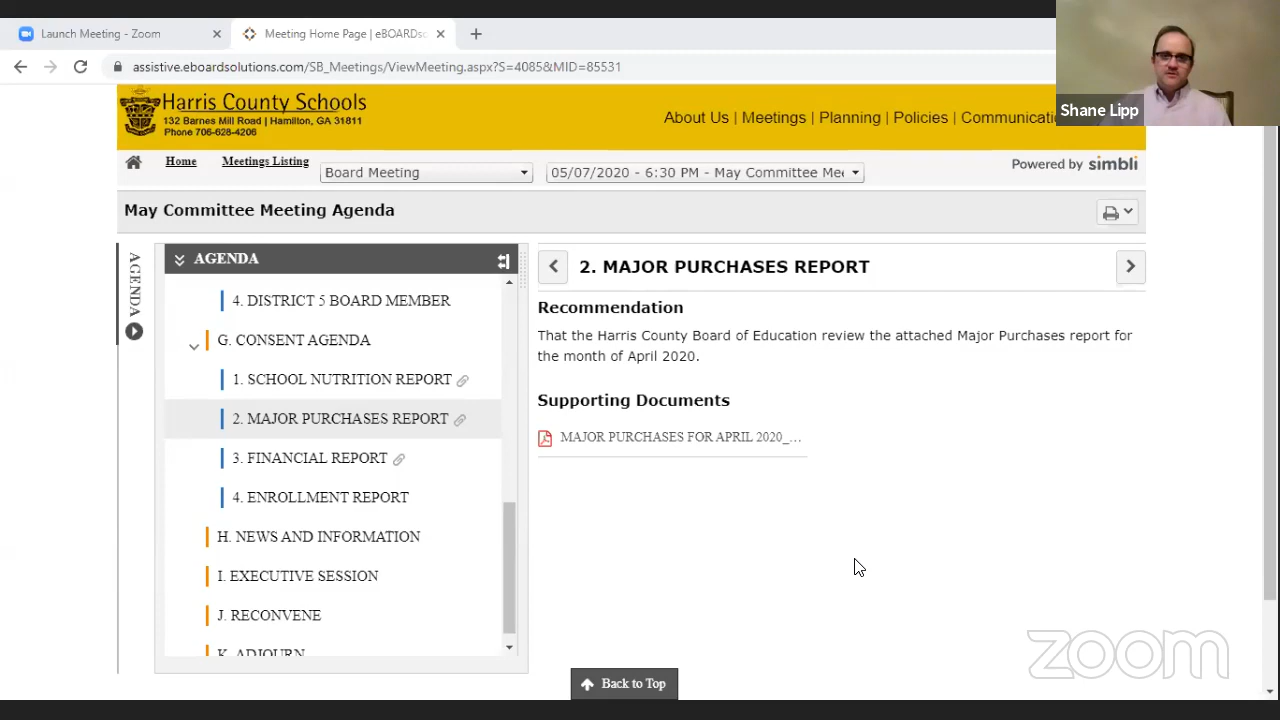 Launch Meeting - Zoom
Meeting Home Page | eBOARDso
assistive.eboardsolutions.com/SB_Meetings/ViewMeeting.aspx?S=4085&MID=85531
Shane Lipp
Harris County Schools
132 Barnes Mill Road | Hamilton, GA 31811
Phone 706-628-4206
About Us | Meetings | Planning | Policies | Communicatio
Home
Meetings Listing
Board Meeting
05/07/2020 - 6:30 PM - May Committee Mee
Powered by simbli
May Committee Meeting Agenda
AGENDA
AGENDA
4. DISTRICT 5 BOARD MEMBER
G. CONSENT AGENDA
1. SCHOOL NUTRITION REPORT
2. MAJOR PURCHASES REPORT
3. FINANCIAL REPORT
4. ENROLLMENT REPORT
H. NEWS AND INFORMATION
I. EXECUTIVE SESSION
J. RECONVENE
K. ADJOURN
2. MAJOR PURCHASES REPORT
Recommendation
That the Harris County Board of Education review the attached Major Purchases report for
the month of April 2020.
Supporting Documents
MAJOR PURCHASES FOR APRIL 2020_...
Back to Top
zoom